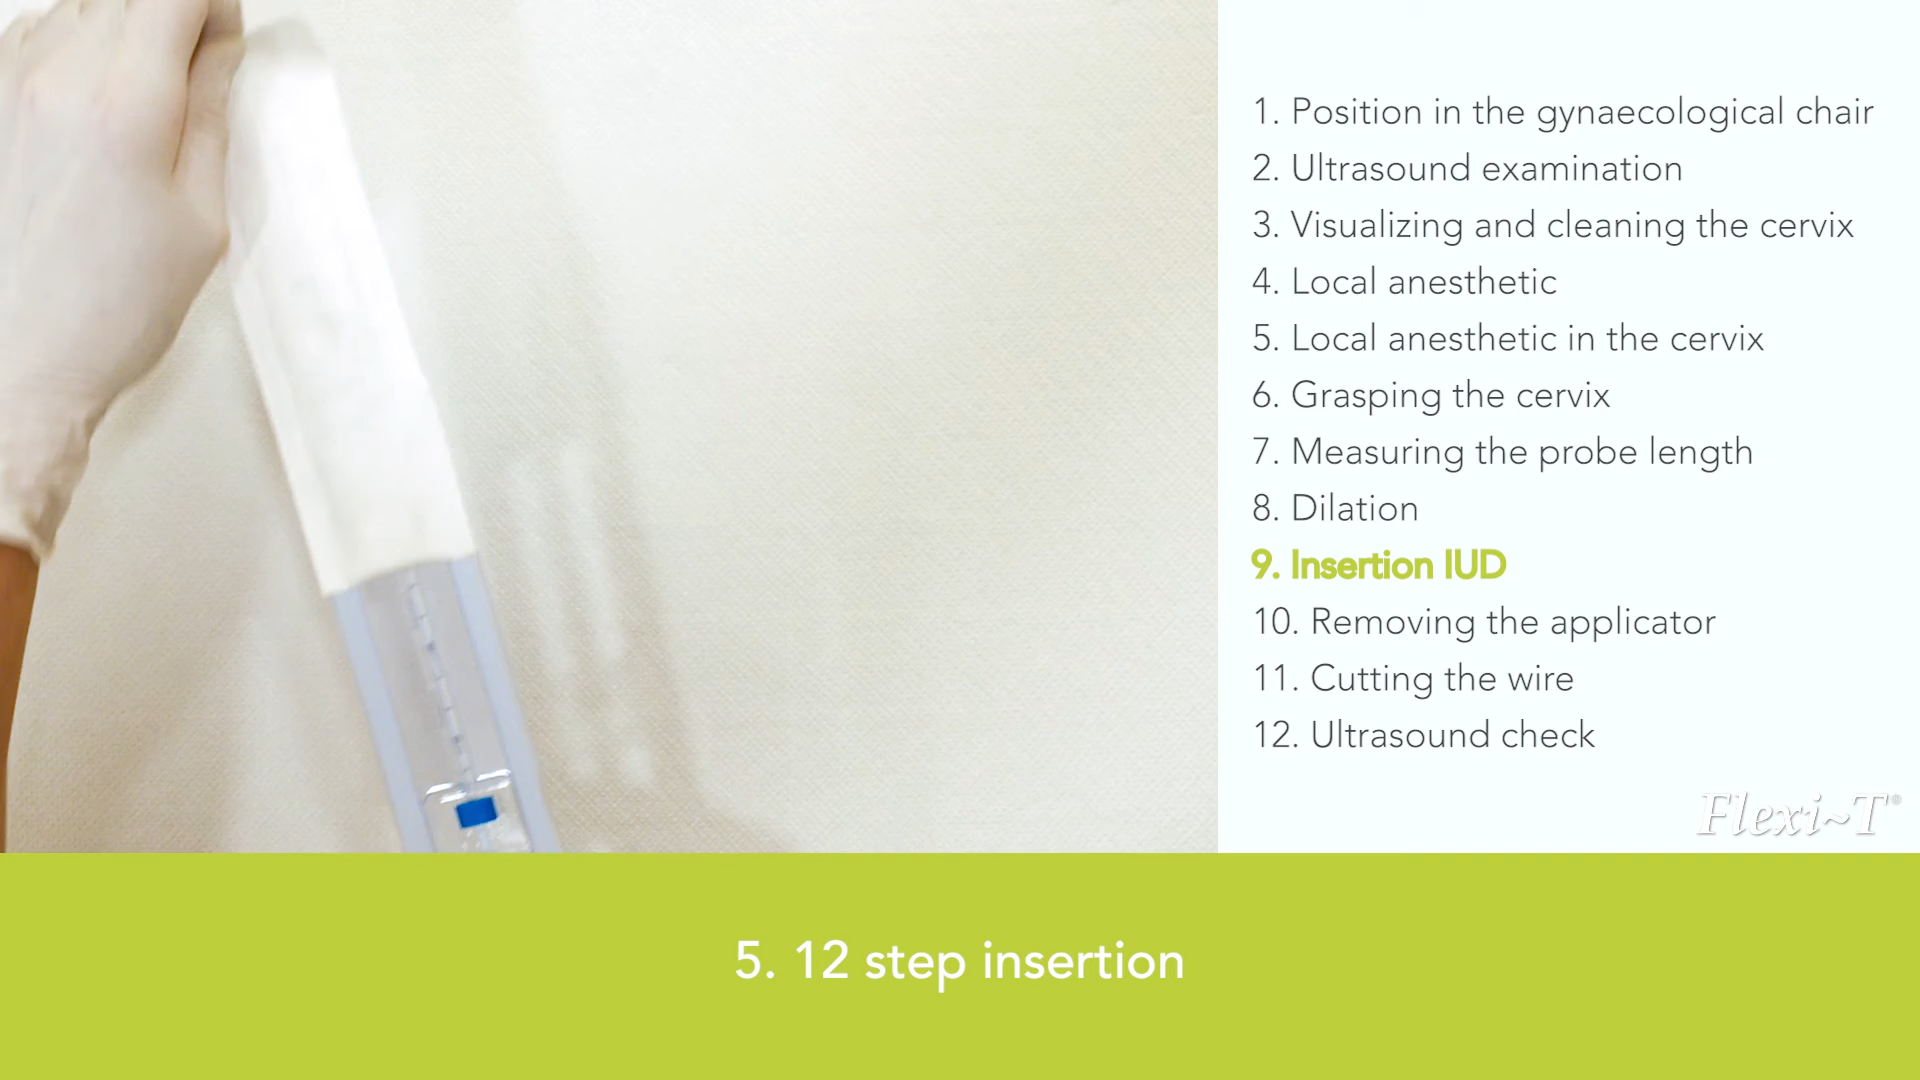 1. Position in the gynaecological chair
2. Ultrasound examination
3. Visualizing and cleaning the cervix
4. Local anesthetic
5. Local anesthetic in the cervix
6. Grasping the cervix
7. Measuring the probe length
8. Dilation
9. Insertion IUD
10. Removing the applicator
11. Cutting the wire
12. Ultrasound check
Flexi~T®
5. 12 step insertion